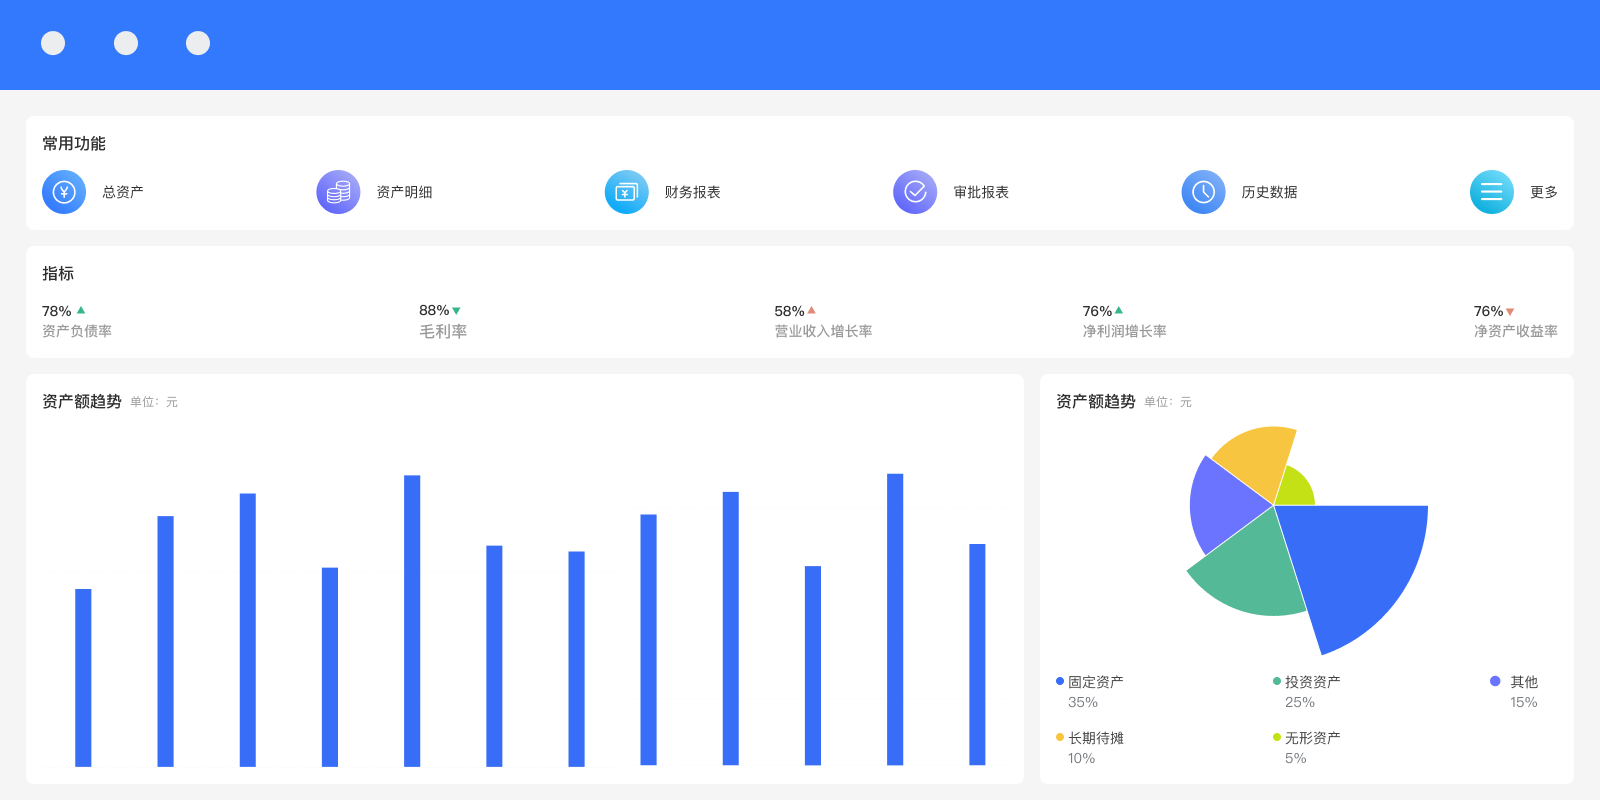 常用功能
总资产
资产明细
财务报表
审批报表
历史数据
更多
指标
78%
88%
58%
76%
76%
资产负债率
毛利率
营业收入增长率
净利润增长率
净资产收益率
资产额趋势 单位：元
资产额趋势 单位：元
固定资产
投资资产
其他
35%
25%
15%
长期待摊
无形资产
10%
5%